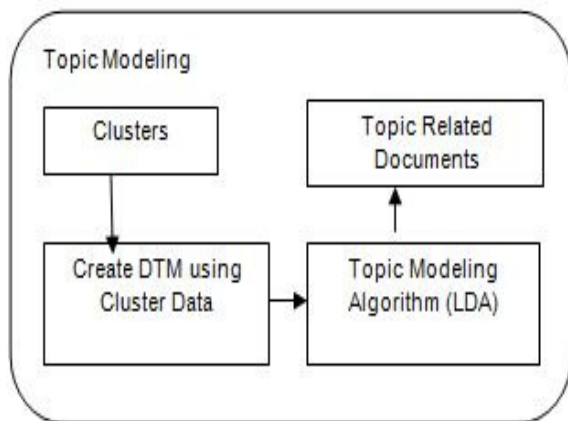 Topic Modeling
Clusters
Topic Related
Documents
Create DTM using
Cluster Data
Topic Modeling
Algorithm (LDA)